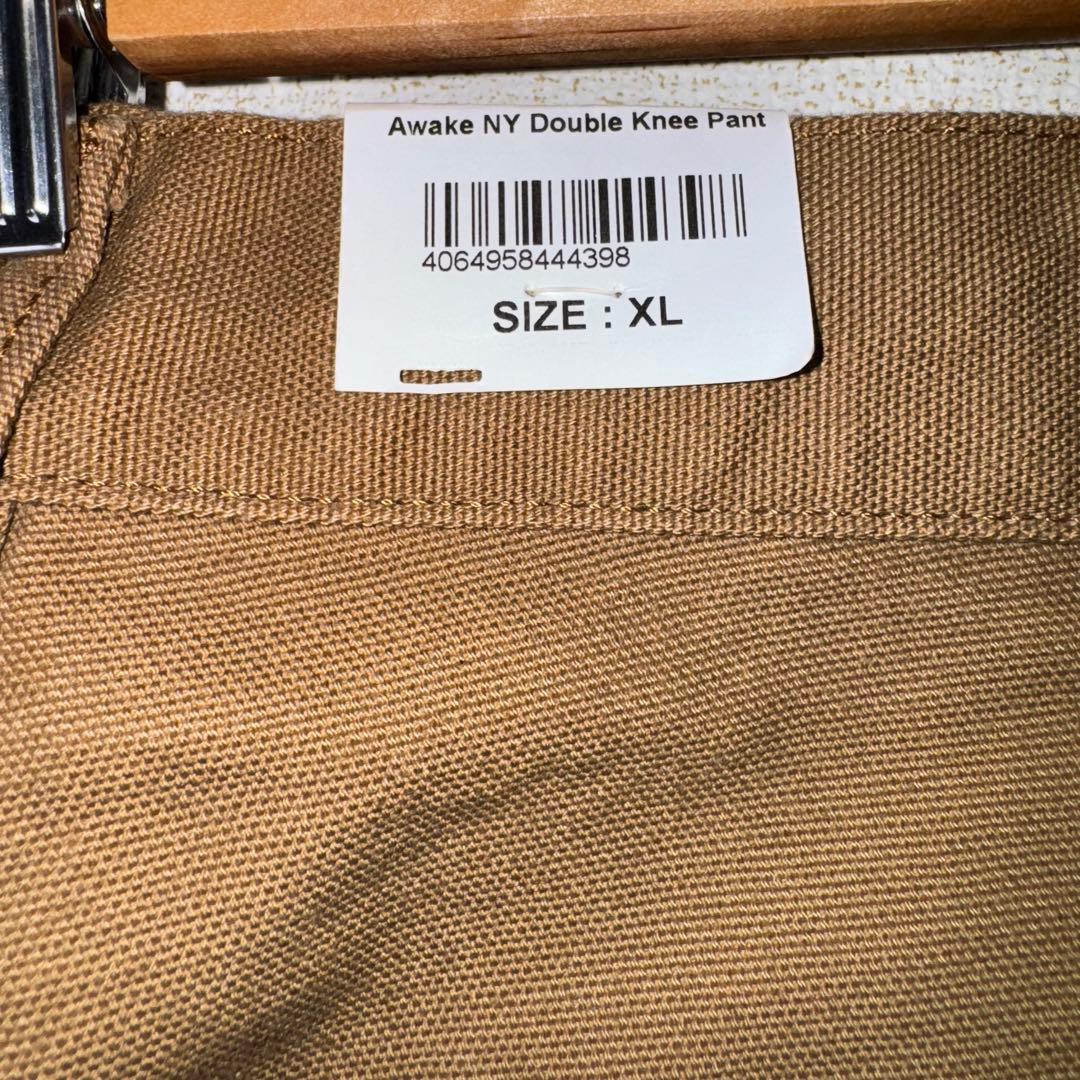 Awake NY Double Knee Pant
4064958444398
SIZE : XL